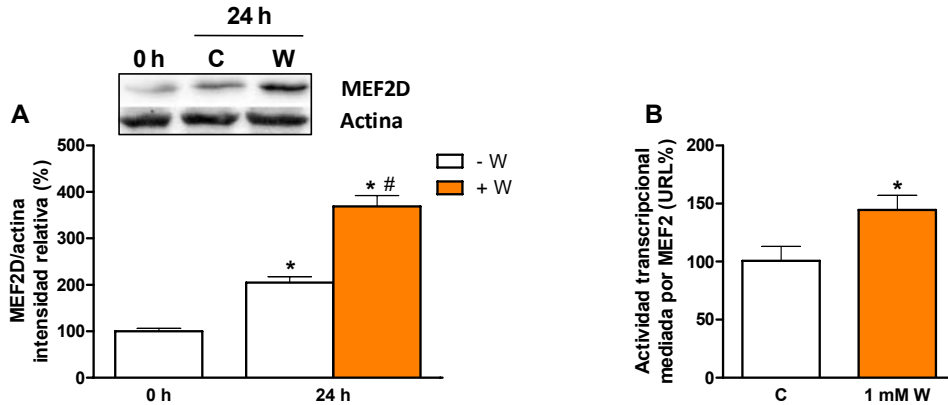 24 h
0 h C W
MEF2D
Actina
A
MEF2D/actina
intensidad relativa (%)
500
400
300
200
100
0
*
* #
0 h 24 h
- W
+ W
B
Actividad transcripcional
mediada por MEF2 (URL%)
200
150
100
50
0
*
C 1 mM W